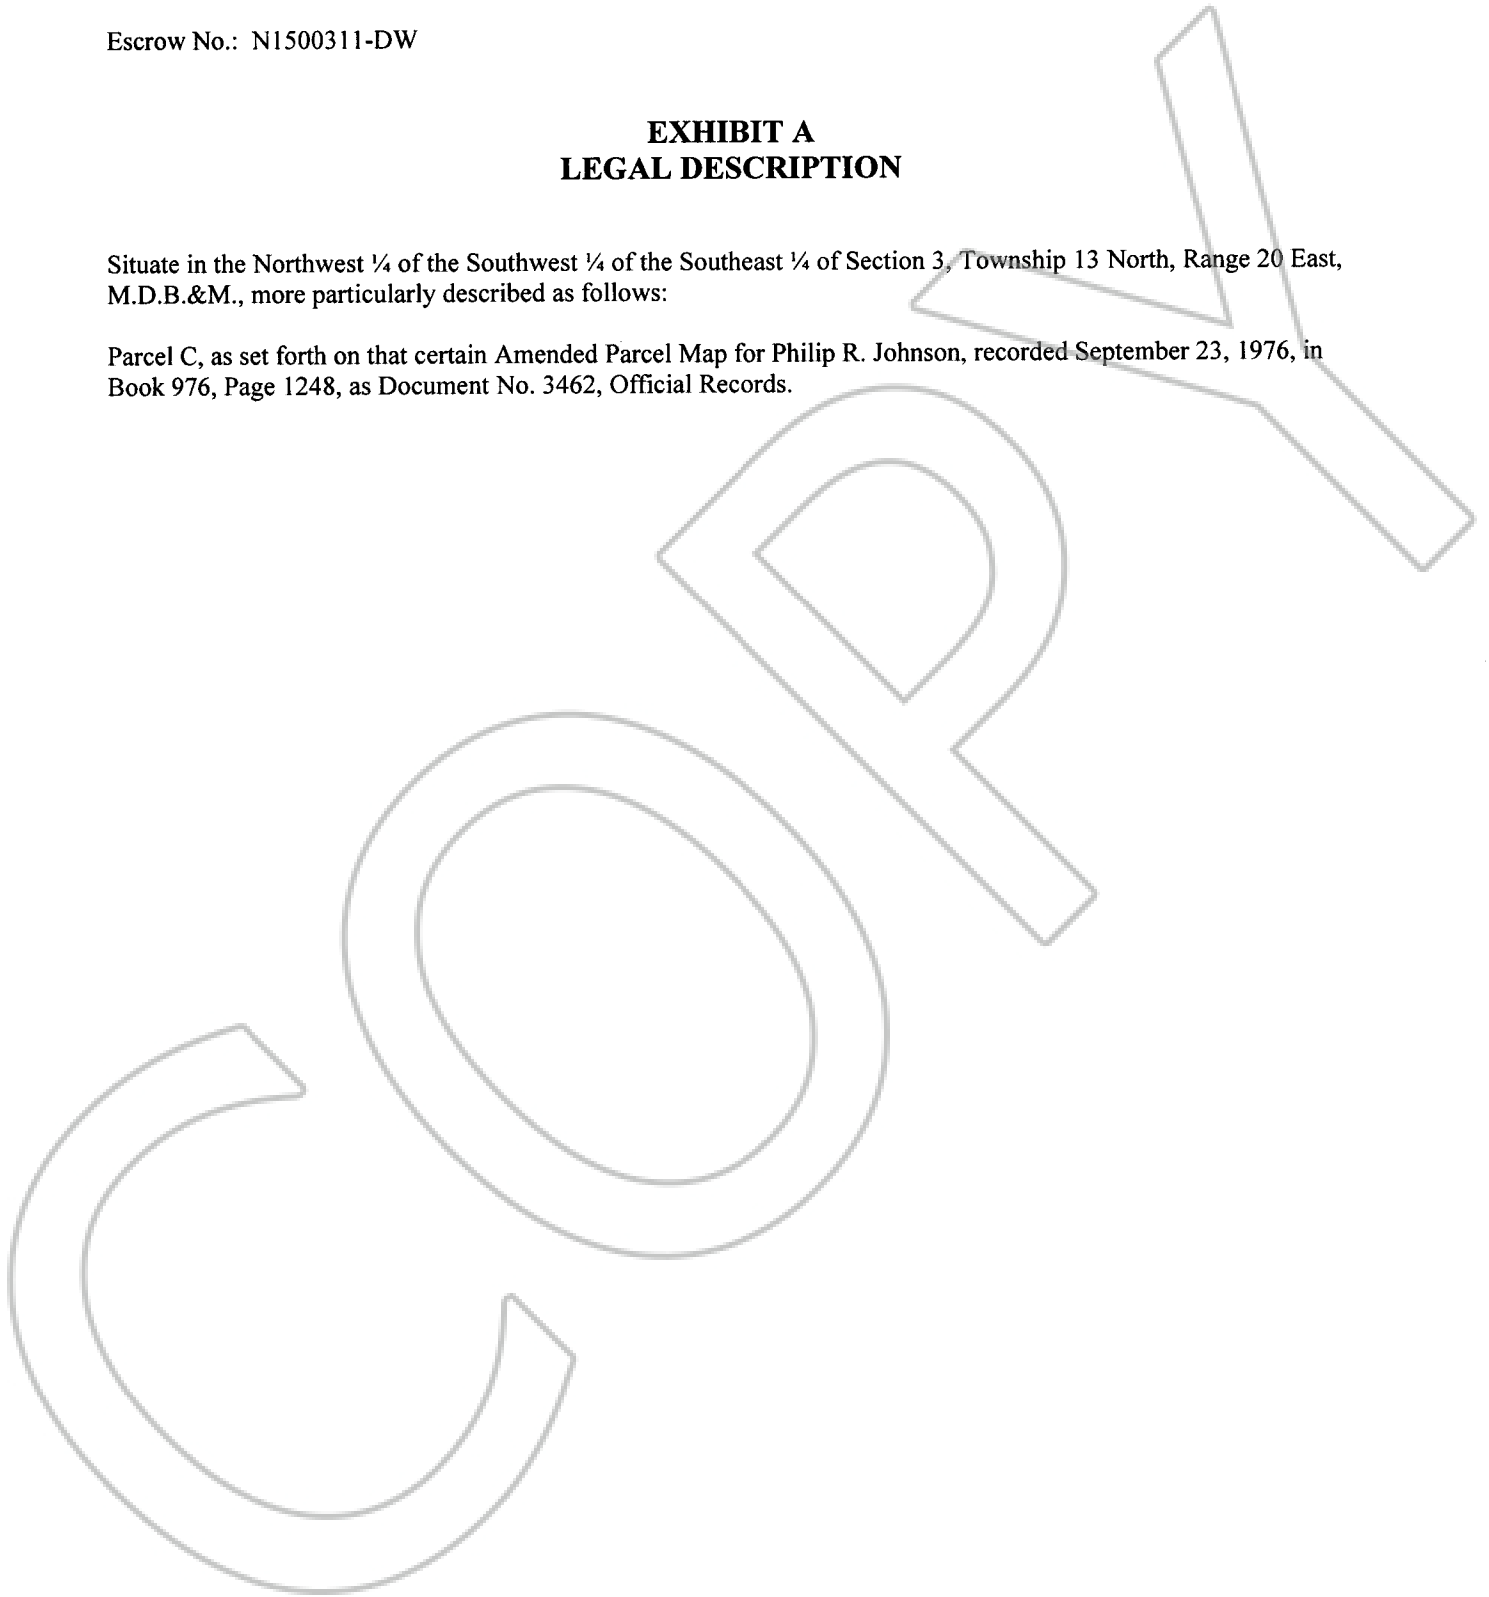 Escrow No.: N1500311-DW
EXHIBIT A
LEGAL DESCRIPTION
Situate in the Northwest ¼ of the Southwest ¼ of the Southeast ¼ of Section 3, Township 13 North, Range 20 East,
M.D.B.&M., more particularly described as follows:
Parcel C, as set forth on that certain Amended Parcel Map for Philip R. Johnson, recorded September 23, 1976, in
Book 976, Page 1248, as Document No. 3462, Official Records.
COPY